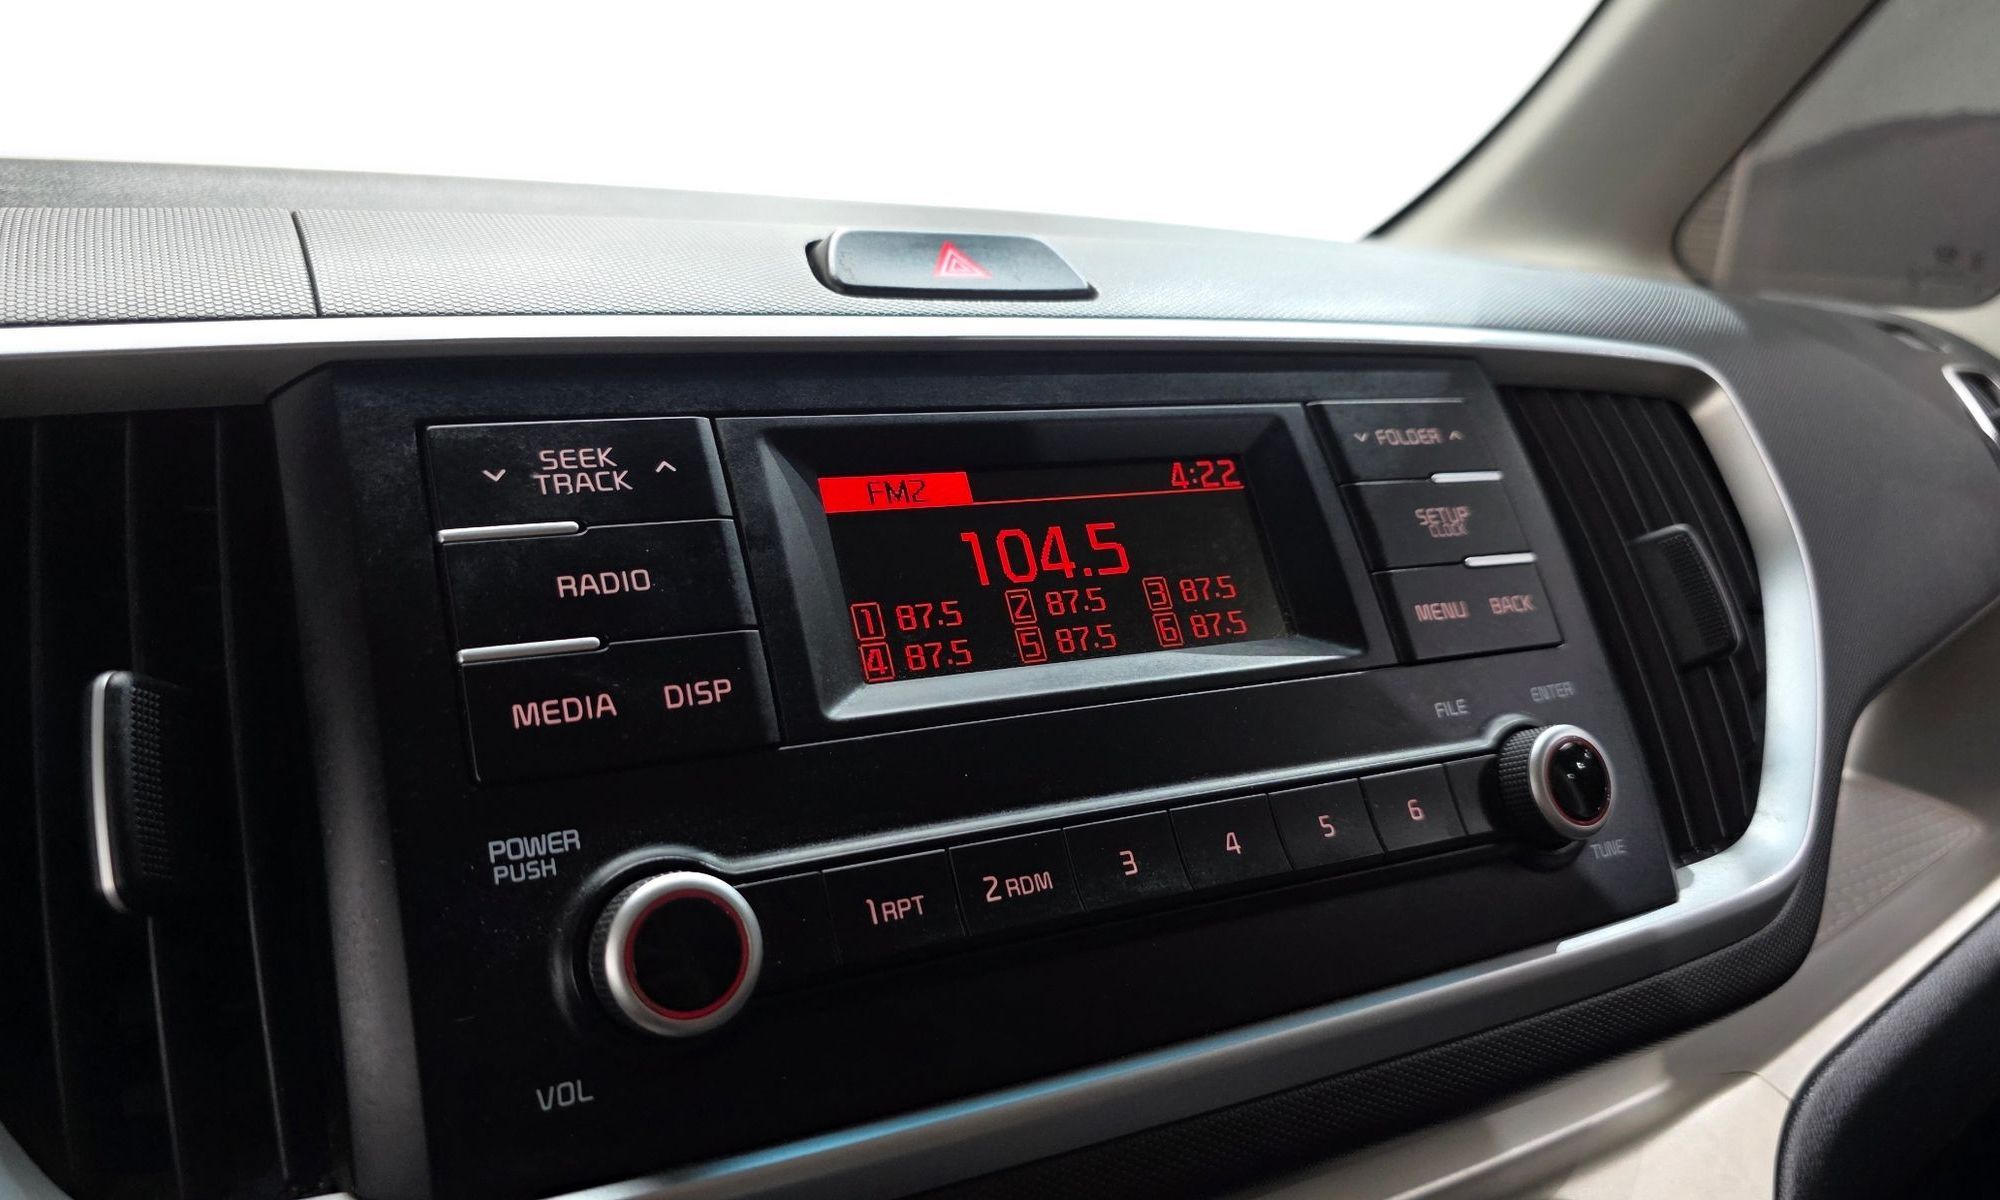 SEEK
TRACK
RADIO
MEDIA DISP
FM2 4:22
104.5
1 87.5 2 87.5 3 87.5
4 87.5 5 87.5 6 87.5
FOLDER
SETUP
CLOCK
MENU BACK
FILE ENTER
TUNE
POWER
PUSH
1 RPT 2 RDM 3 4 5 6
VOL